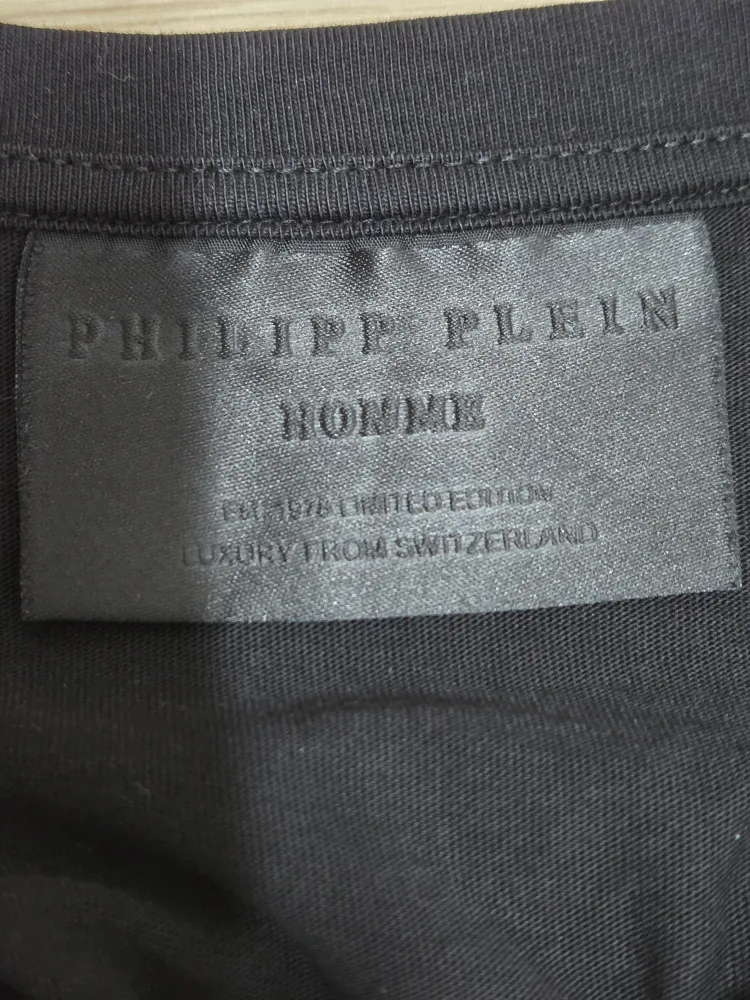 PHILIPP PLEIN
HOMME
Est. 1978 LIMITED EDITION
LUXURY FROM SWITZERLAND